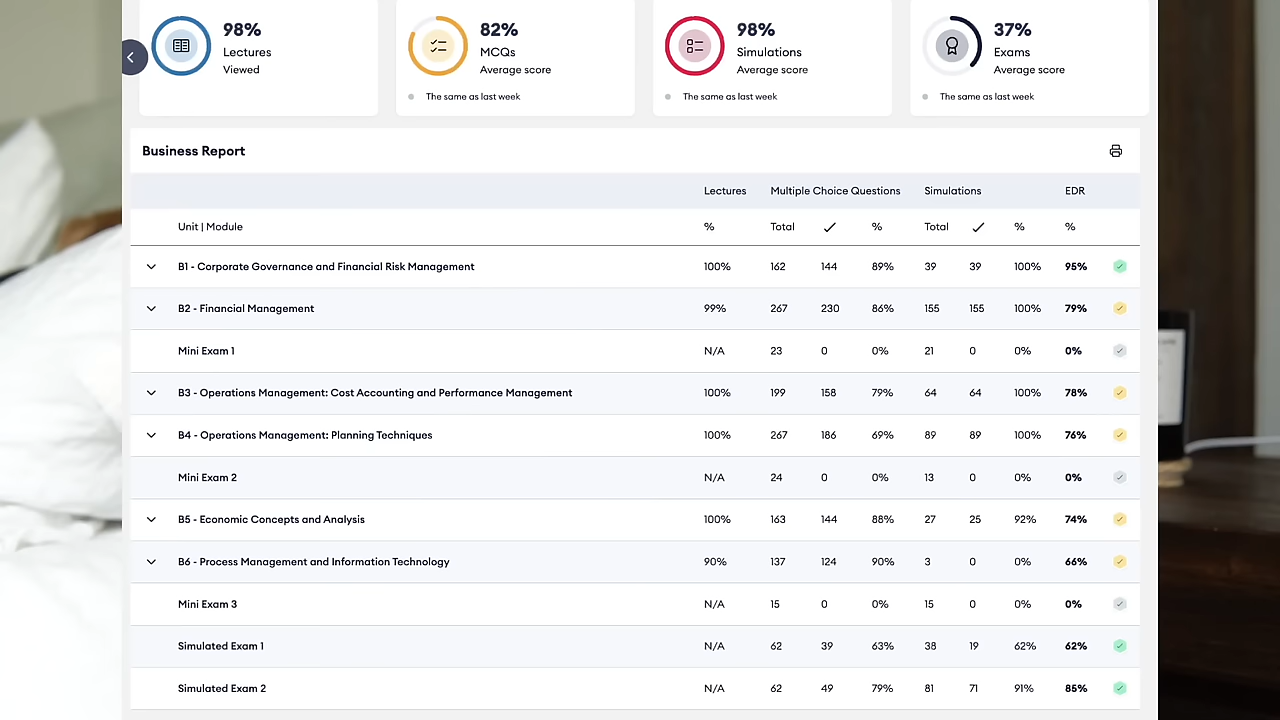 98%
Lectures
Viewed
82%
MCQs
Average score
The same as last week
98%
Simulations
Average score
The same as last week
37%
Exams
Average score
The same as last week
Business Report
Lectures Multiple Choice Questions Simulations EDR
Unit | Module % Total ✓ % Total ✓ % %
B1 - Corporate Governance and Financial Risk Management 100% 162 144 89% 39 39 100% 95%
B2 - Financial Management 99% 267 230 86% 155 155 100% 79%
Mini Exam 1 N/A 23 0 0% 21 0 0% 0%
B3 - Operations Management: Cost Accounting and Performance Management 100% 199 158 79% 64 64 100% 78%
B4 - Operations Management: Planning Techniques 100% 267 186 69% 89 89 100% 76%
Mini Exam 2 N/A 24 0 0% 13 0 0% 0%
B5 - Economic Concepts and Analysis 100% 163 144 88% 27 25 92% 74%
B6 - Process Management and Information Technology 90% 137 124 90% 3 0 0% 66%
Mini Exam 3 N/A 15 0 0% 15 0 0% 0%
Simulated Exam 1 N/A 62 39 63% 38 19 62% 62%
Simulated Exam 2 N/A 62 49 79% 81 71 91% 85%